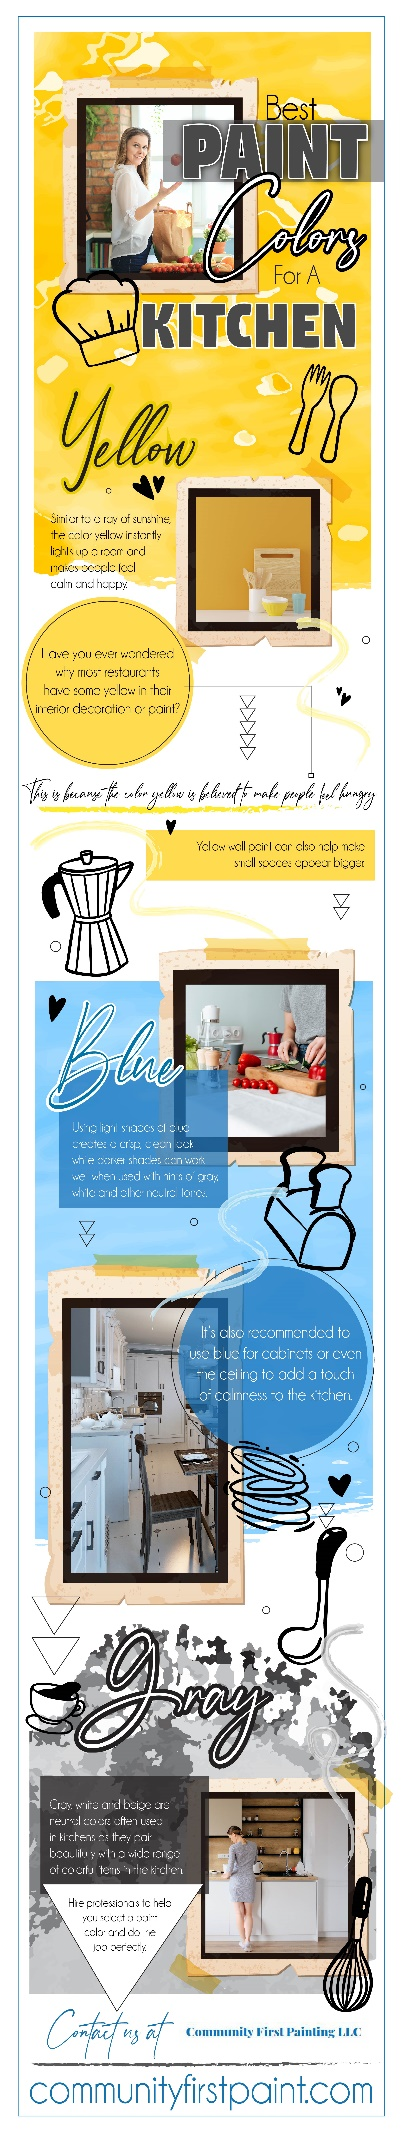 Best
PAINT
Colors
For A
KITCHEN
Yellow
Similar to a ray of sunshine,
the color yellow instantly
lights up a room and
makes people feel
calm and happy.
Have you ever wondered
why most restaurants
have some yellow in their
interior decoration or paint?
This is because the color yellow is believed to make people feel hungry
Yellow wall paint can also help make
small spaces appear bigger.
Blue
Using light shades of blue
creates a crisp, clean look
while darker shades can work
well when used with hints of gray,
white and other neutral tones.
It's also recommended to
use blue for cabinets or even
the ceiling to add a touch
of calmness to the kitchen.
Gray
Gray, white and beige are
neutral colors often used
in kitchens as they pair
beautifully with a wide range
of colorful items in the kitchen.
Hire professionals to help
you select a paint
color and do the
job perfectly.
Contact us at
Community First Painting LLC
communityfirstpaint.com